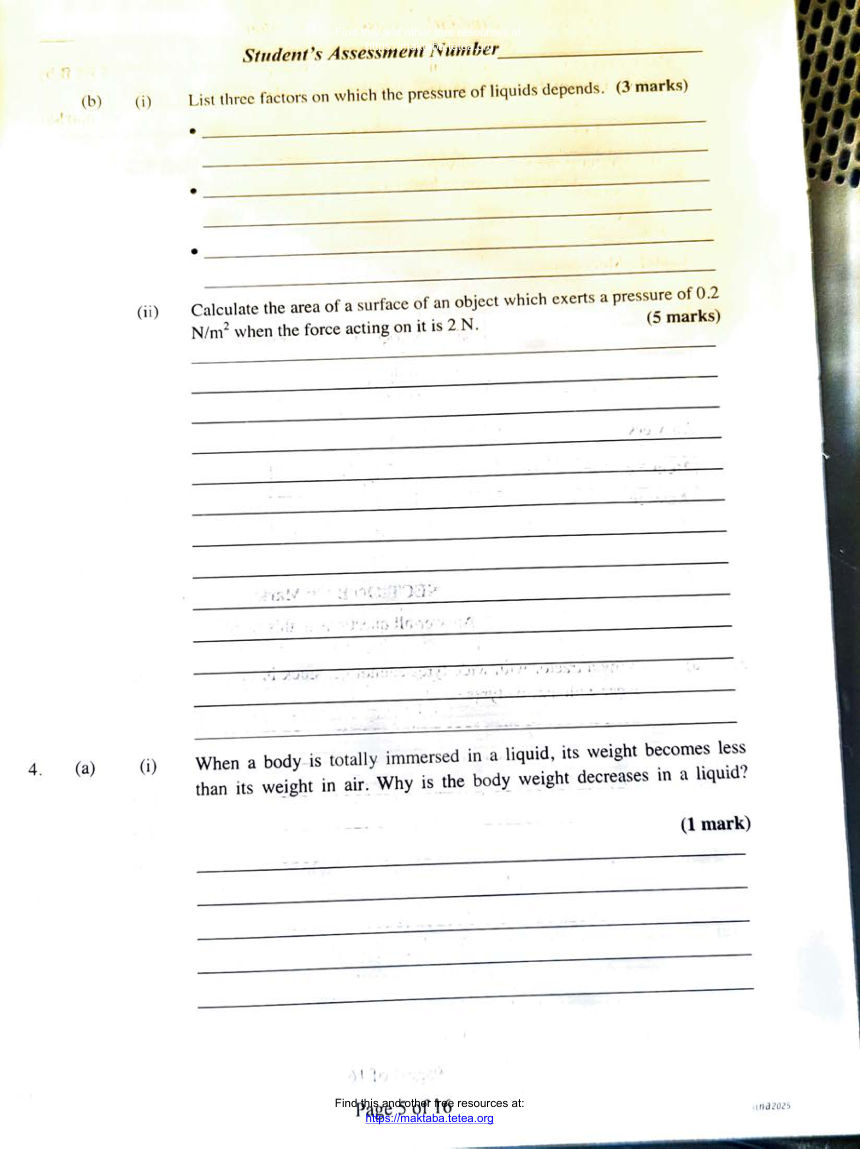 Student's Assessment Number
(b) (i) List three factors on which the pressure of liquids depends. (3 marks)
•
•
•
(ii) Calculate the area of a surface of an object which exerts a pressure of 0.2
N/m² when the force acting on it is 2 N. (5 marks)
4. (a) (i) When a body is totally immersed in a liquid, its weight becomes less
than its weight in air. Why is the body weight decreases in a liquid?
(1 mark)
Page 5 of 16
Find this and other free resources at:
https://maktaba.tetea.org